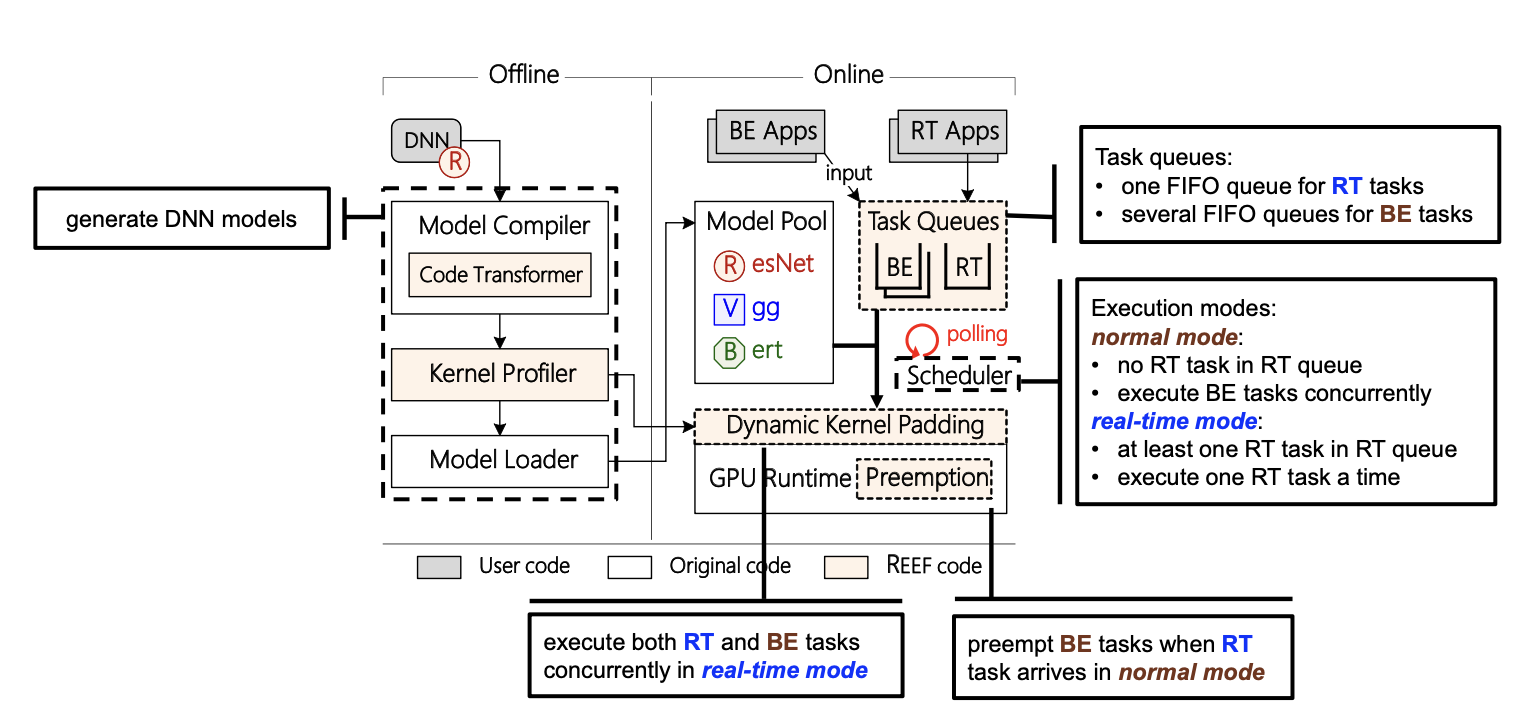 Offline
Online
DNN
R
BE Apps
RT Apps
input
generate DNN models
Model Compiler
Code Transformer
Kernel Profiler
Model Loader
Model Pool
R esNet
V gg
B ert
Task Queues
BE
RT
polling
Scheduler
Dynamic Kernel Padding
GPU Runtime
Preemption
User code
Original code
REEF code
Task queues:
• one FIFO queue for RT tasks
• several FIFO queues for BE tasks
Execution modes:
normal mode:
• no RT task in RT queue
• execute BE tasks concurrently
real-time mode:
• at least one RT task in RT queue
• execute one RT task a time
execute both RT and BE tasks
concurrently in real-time mode
preempt BE tasks when RT
task arrives in normal mode